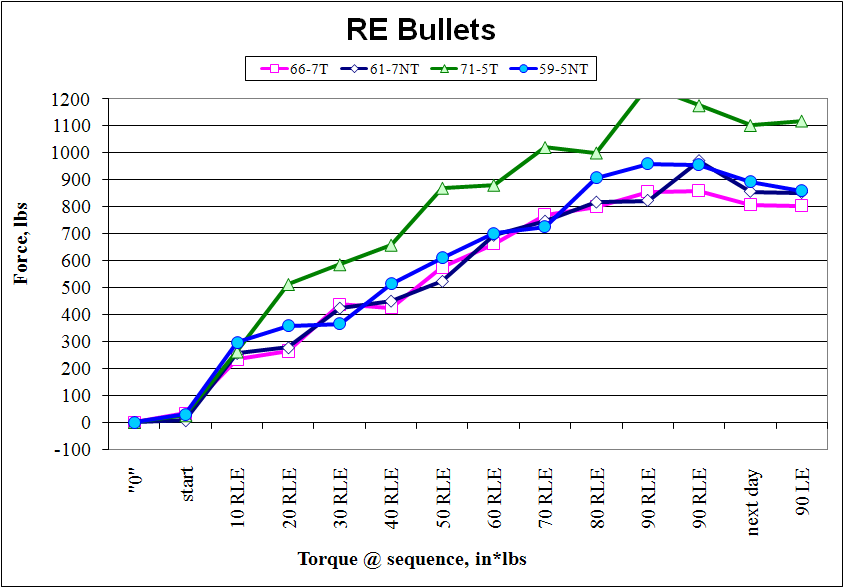 RE Bullets
66-7T 61-7NT 71-5T 59-5NT
1200
1100
1000
900
800
700
600
500
400
300
200
100
0
-100
Force, lbs
"0"
start
10 RLE
20 RLE
30 RLE
40 RLE
50 RLE
60 RLE
70 RLE
80 RLE
90 RLE
90 RLE
next day
90 LE
Torque @ sequence, in*lbs